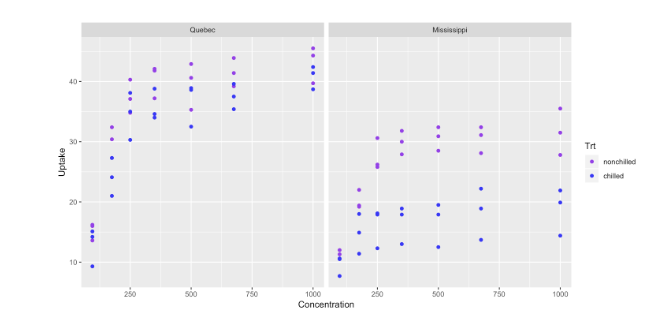 Quebec
Mississippi
Uptake
40
30
20
10
250
500
750
1000
250
500
750
1000
Concentration
Trt
nonchilled
chilled